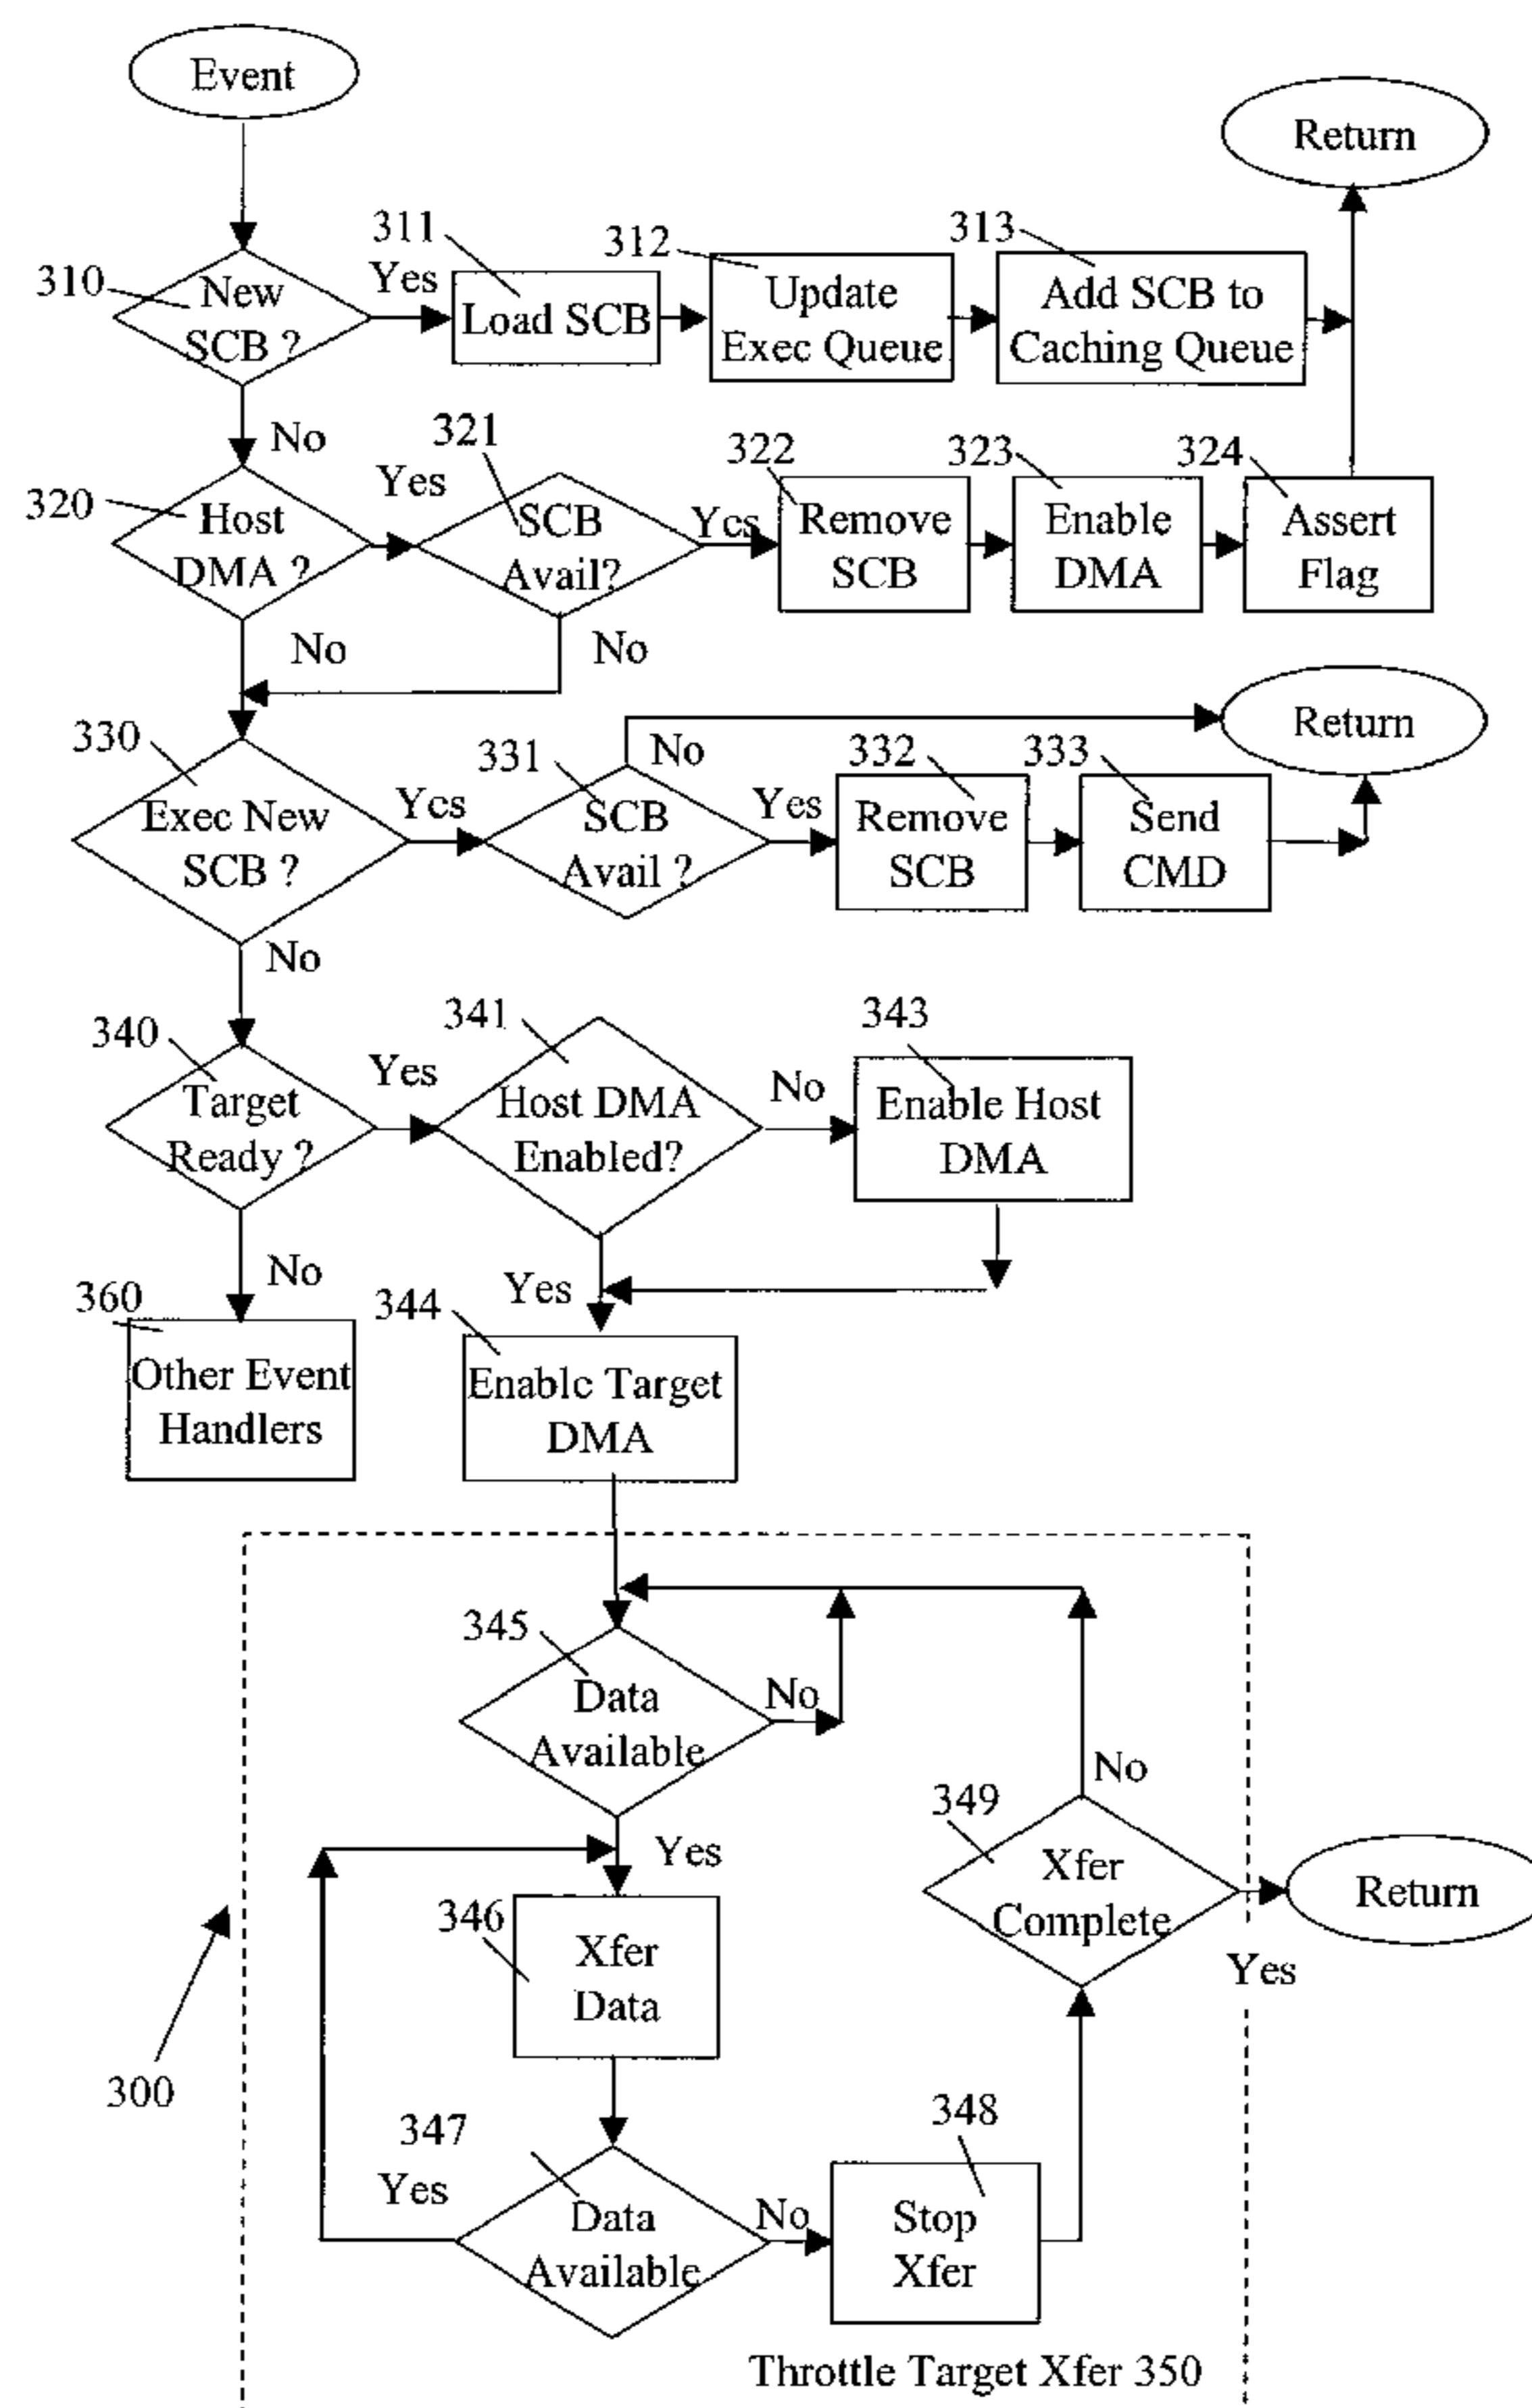 Event
Return
310
New
SCB ?
Yes
311
Load SCB
312
Update
Exec Queue
313
Add SCB to
Caching Queue
No
320
Host
DMA ?
Yes
321
SCB
Avail?
Yes
322
Remove
SCB
323
Enable
DMA
324
Assert
Flag
No
No
330
Exec New
SCB ?
Yes
331
SCB
Avail ?
No
Return
Yes
332
Remove
SCB
333
Send
CMD
No
340
Target
Ready ?
Yes
341
Host DMA
Enabled?
No
343
Enable Host
DMA
No
Yes
360
Other Event
Handlers
344
Enable Target
DMA
345
Data
Available
No
Yes
346
Xfer
Data
349
Xfer
Complete
No
Yes
Return
300
347
Data
Available
Yes
No
348
Stop
Xfer
Throttle Target Xfer 350